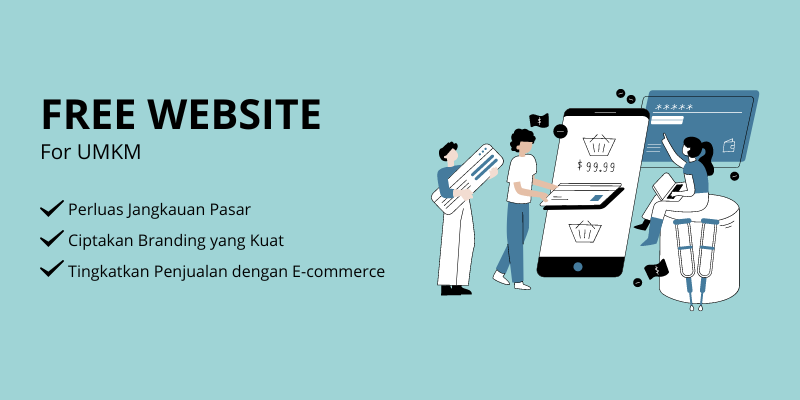 FREE WEBSITE
For UMKM
Perluas Jangkauan Pasar
Ciptakan Branding yang Kuat
Tingkatkan Penjualan dengan E-commerce
$
*****
$ 99.99
$